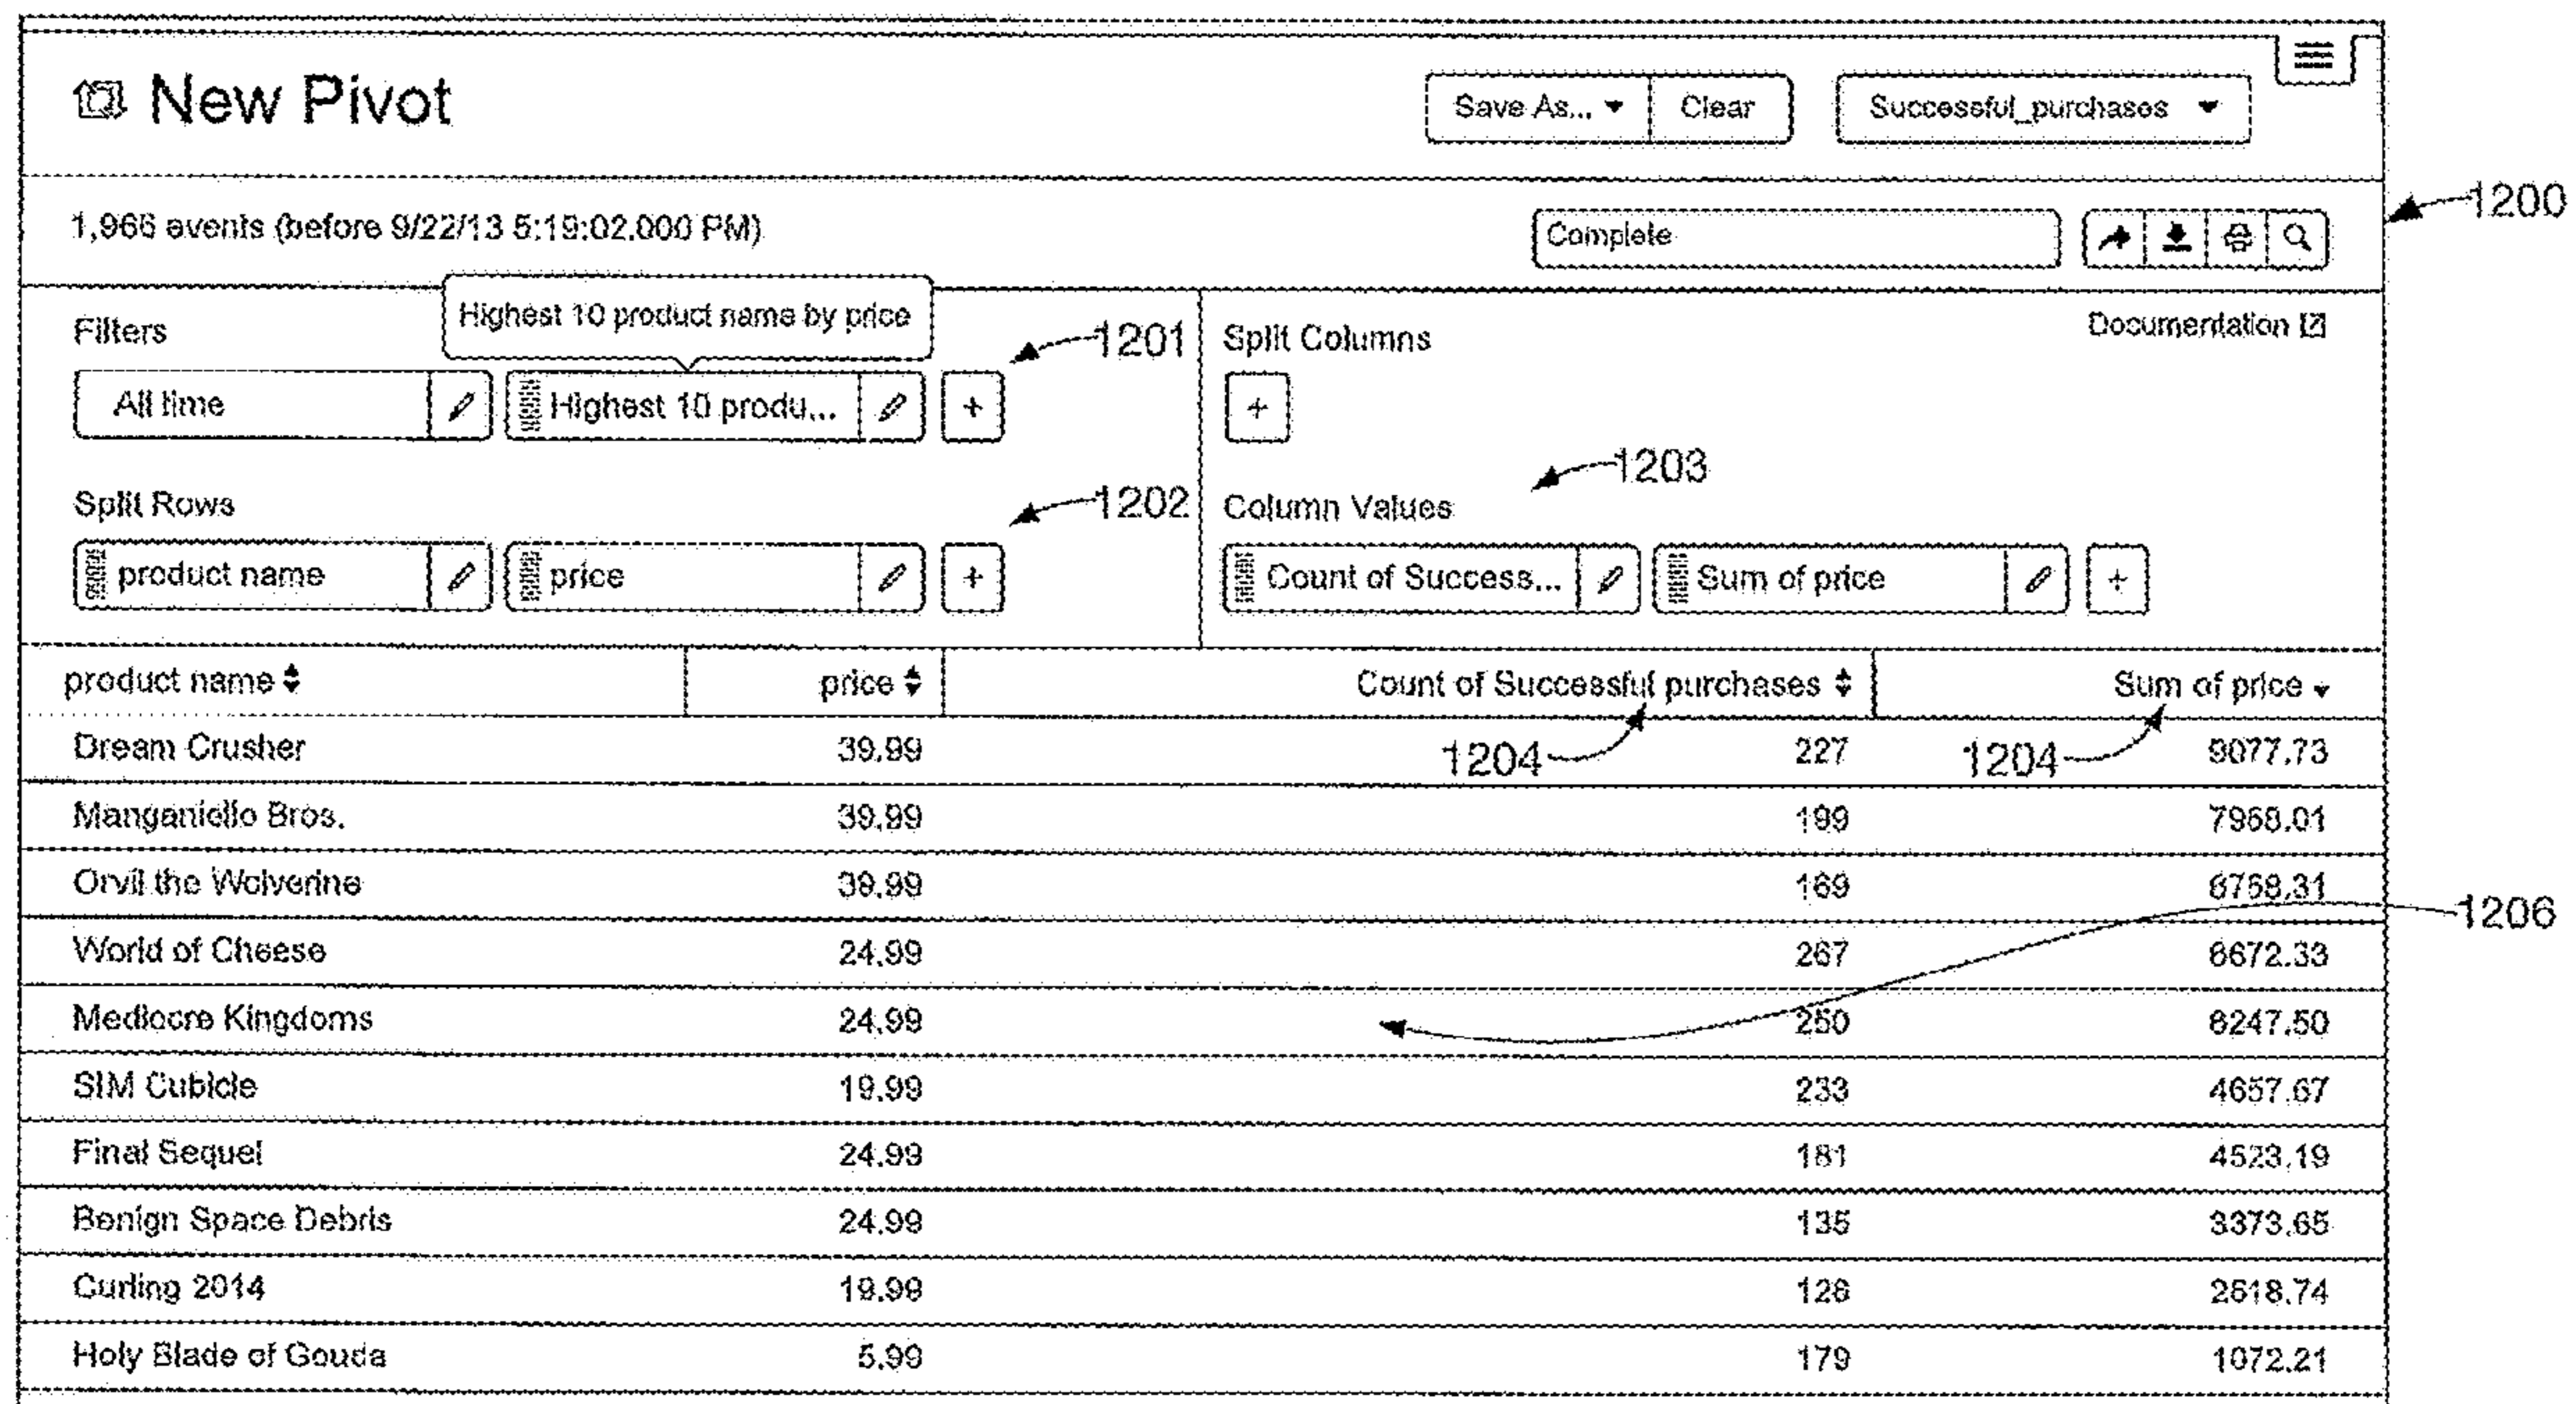 New Pivot
Save As... Clear Successful_purchases
1200
1,966 events (before 9/22/13 5:19:02.000 PM)
Complete
Highest 10 product name by price
Filters
1201
Split Columns
Documentation
All time
Highest 10 produ...
+
+
1203
Split Rows
1202
Column Values
product name
price
+
Count of Success...
Sum of price
+
product name price Count of Successful purchases Sum of price
1204 1204
Dream Crusher 39.99 227 9077.73
Manganiello Bros. 39.99 199 7958.01
Orvil the Wolverine 39.99 169 6758.31
1206
World of Cheese 24.99 267 6672.33
Mediocre Kingdoms 24.99 250 6247.50
SIM Cubicle 19.99 233 4657.67
Final Sequel 24.99 181 4523.19
Benign Space Debris 24.99 135 3373.65
Curling 2014 19.99 126 2518.74
Holy Blade of Gouda 5.99 179 1072.21